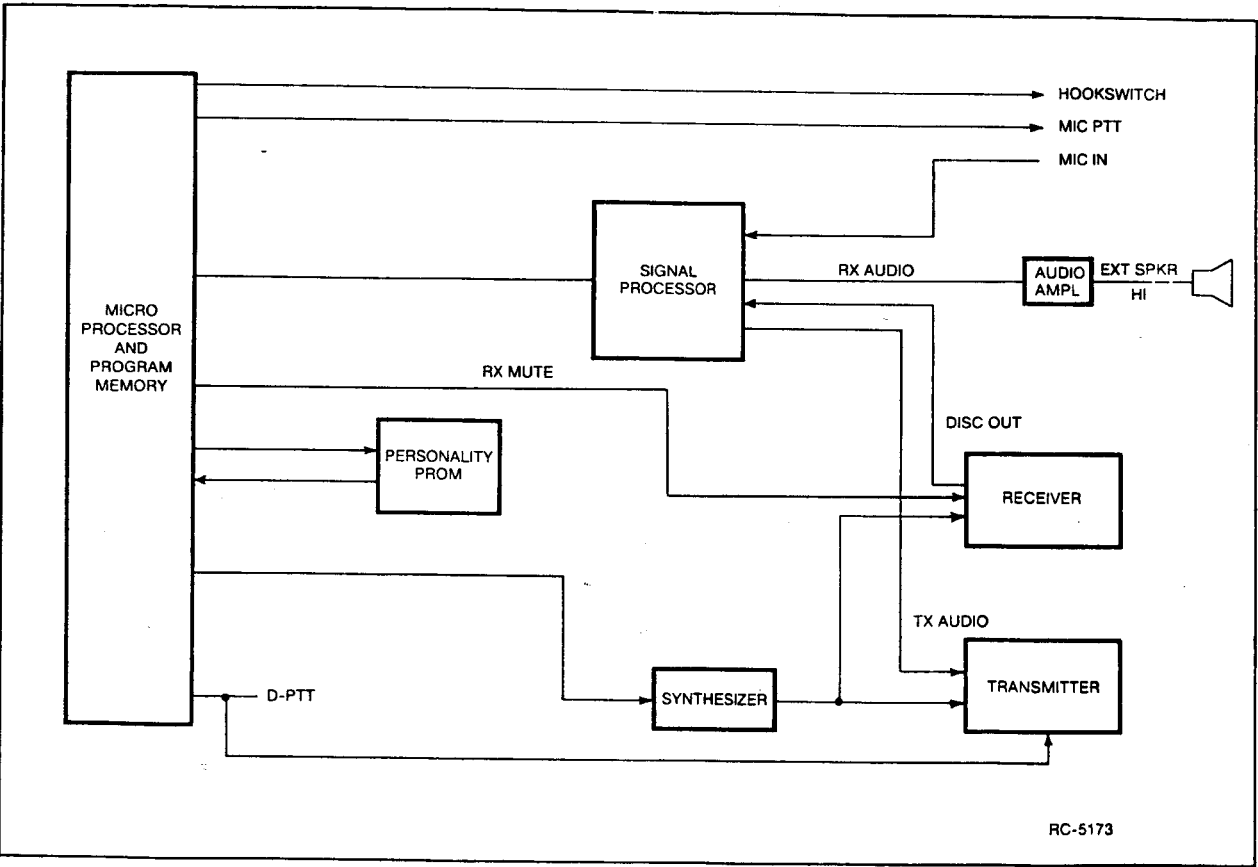 HOOKSWITCH
MIC PTT
MIC IN
SIGNAL
PROCESSOR
RX AUDIO
AUDIO
AMPL
EXT SPKR
HI
MICRO
PROCESSOR
AND
PROGRAM
MEMORY
RX MUTE
PERSONALITY
PROM
DISC OUT
RECEIVER
TX AUDIO
D-PTT
SYNTHESIZER
TRANSMITTER
RC-5173